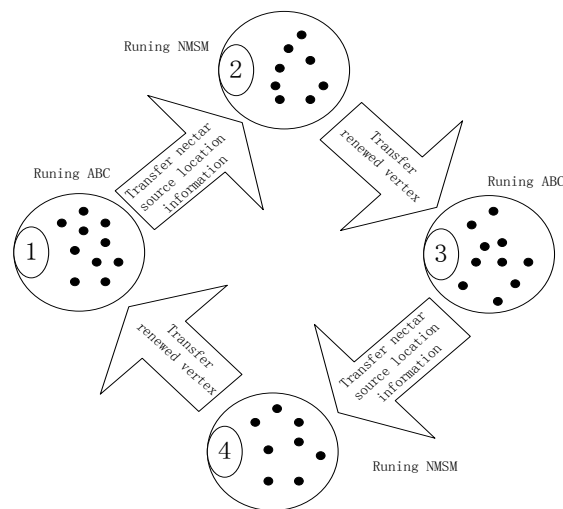 Runing NMSM
2
Transfer nectar
source location
information
Transfer
renewed vertex
Runing ABC
1
Runing ABC
3
Transfer
renewed vertex
Transfer nectar
source location
information
4
Runing NMSM